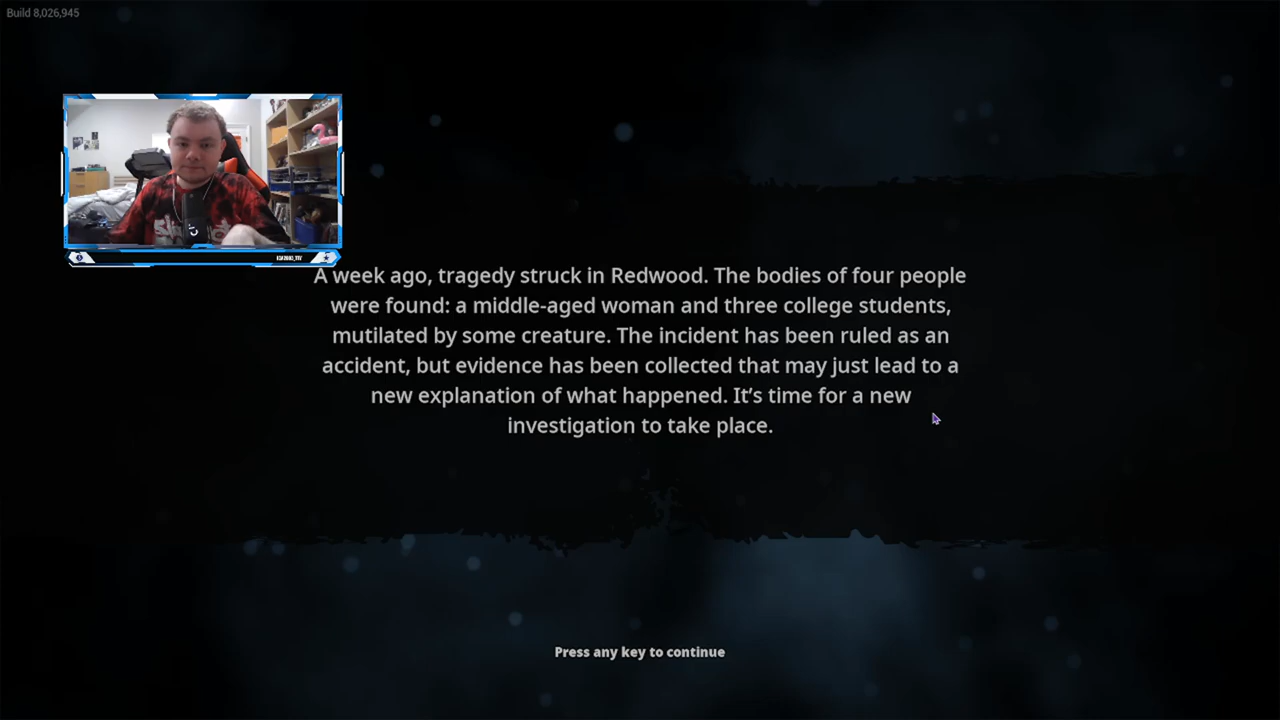 Build 8,026,945
A week ago, tragedy struck in Redwood. The bodies of four people
were found: a middle-aged woman and three college students,
mutilated by some creature. The incident has been ruled as an
accident, but evidence has been collected that may just lead to a
new explanation of what happened. It’s time for a new
investigation to take place.
Press any key to continue